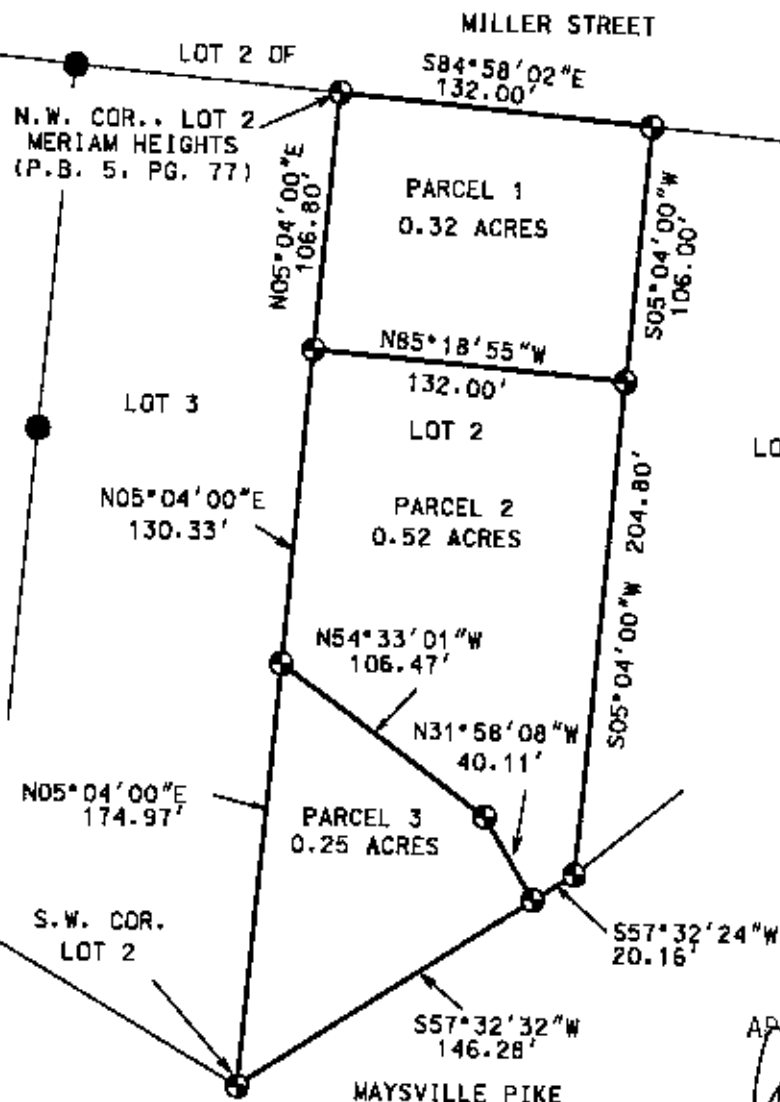 MILLER STREET
LOT 2 OF
S84°58'02"E
132.00'
N.W. COR., LOT 2
MERIAM HEIGHTS
(P.B. 5, PG. 77)
N05°04'00"E
106.80'
PARCEL 1
0.32 ACRES
S05°04'00"W
106.00'
N85°18'55"W
132.00'
LOT 3
LOT 2
LO
N05°04'00"E
130.33'
PARCEL 2
0.52 ACRES
S05°04'00"W 204.80'
N54°33'01"W
106.47'
N31°58'08"W
40.11'
N05°04'00"E
174.97'
PARCEL 3
0.25 ACRES
S.W. COR.
LOT 2
S57°32'24"W
20.16'
S57°32'32"W
146.28'
AP
MAYSVILLE PIKE